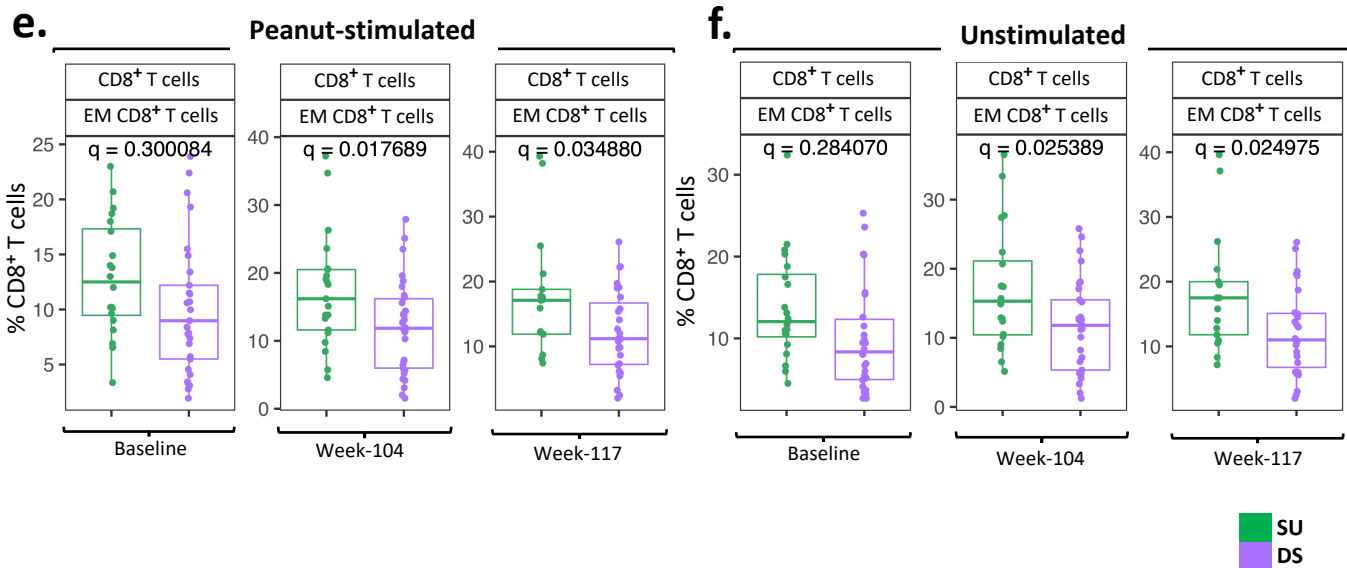 e.
Peanut-stimulated
f.
Unstimulated
CD8⁺ T cells
CD8⁺ T cells
CD8⁺ T cells
CD8⁺ T cells
CD8⁺ T cells
CD8⁺ T cells
EM CD8⁺ T cells
EM CD8⁺ T cells
EM CD8⁺ T cells
EM CD8⁺ T cells
EM CD8⁺ T cells
EM CD8⁺ T cells
q = 0.300084
q = 0.017689
q = 0.034880
q = 0.284070
q = 0.025389
q = 0.024975
% CD8⁺ T cells
25
20
15
10
5
40
30
20
10
0
40
30
20
10
% CD8⁺ T cells
30
20
10
30
20
10
0
40
30
20
10
Baseline
Week-104
Week-117
Baseline
Week-104
Week-117
SU
DS